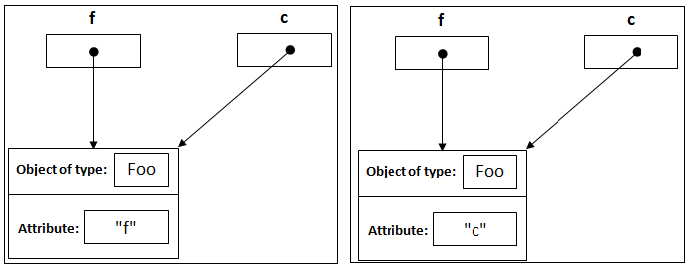 f c
Object of type: Foo
Attribute: "f"
f c
Object of type: Foo
Attribute: "c"